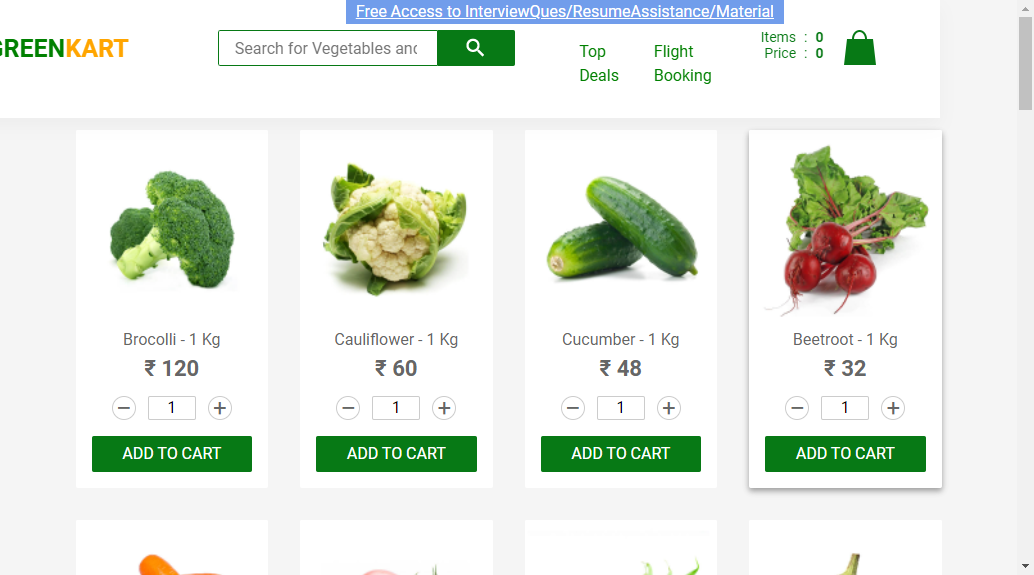 Free Access to InterviewQues/ResumeAssistance/Material
GREENKART
Search for Vegetables and
Top Deals
Flight Booking
Items : 0
Price : 0
Brocolli - 1 Kg
₹ 120
− 1 +
ADD TO CART
Cauliflower - 1 Kg
₹ 60
− 1 +
ADD TO CART
Cucumber - 1 Kg
₹ 48
− 1 +
ADD TO CART
Beetroot - 1 Kg
₹ 32
− 1 +
ADD TO CART